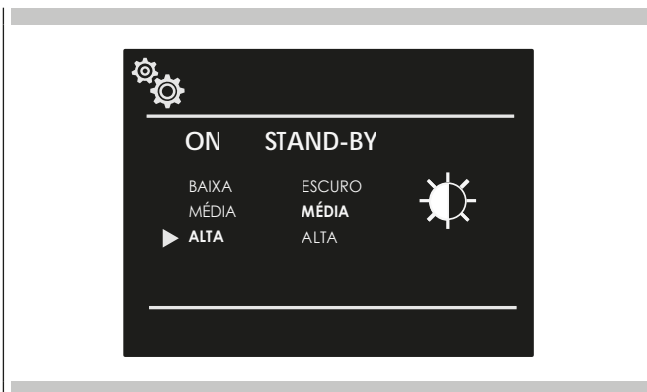 ON STAND-BY
BAIXA ESCURO
MÉDIA MÉDIA
ALTA ALTA